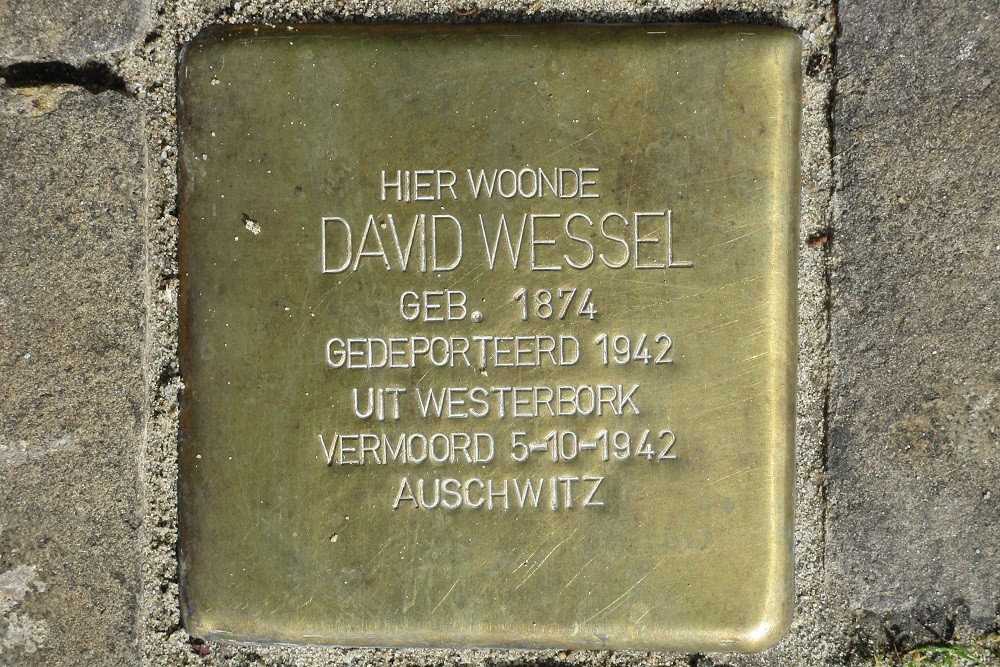 HIER WOONDE
DAVID WESSEL
GEB. 1874
GEDEPORTEERD 1942
UIT WESTERBORK
VERMOORD 5-10-1942
AUSCHWITZ